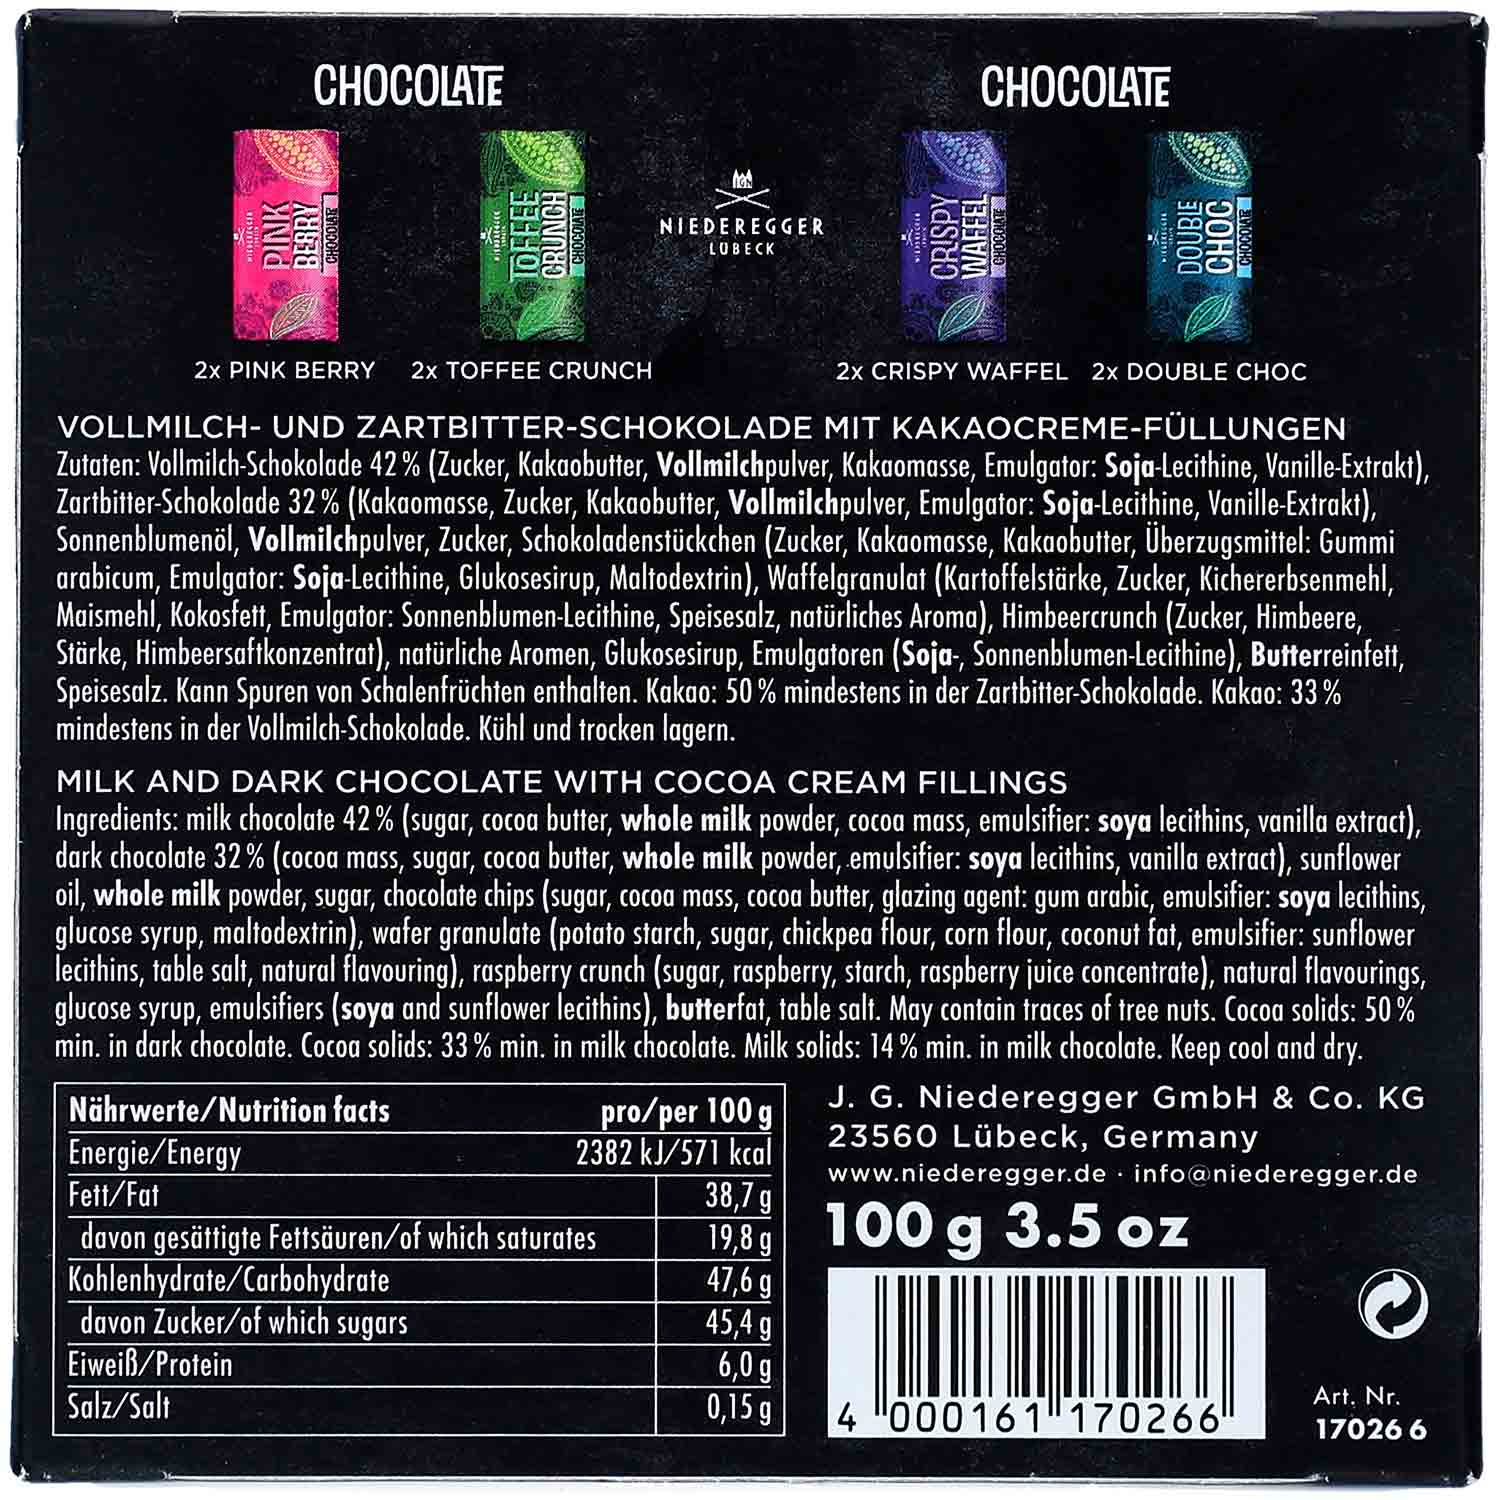 CHOCOLATE
CHOCOLATE
PINK
BERRY
CHOCOLATE
TOFFEE
CRUNCH
CHOCOLATE
NIEDEREGGER
LÜBECK
CRISPY
WAFFEL
CHOCOLATE
DOUBLE
CHOC
CHOCOLATE
2x PINK BERRY
2x TOFFEE CRUNCH
2x CRISPY WAFFEL
2x DOUBLE CHOC
VOLLMILCH- UND ZARTBITTER-SCHOKOLADE MIT KAKAOCREME-FÜLLUNGEN
Zutaten: Vollmilch-Schokolade 42 % (Zucker, Kakaobutter, Vollmilchpulver, Kakaomasse, Emulgator: Soja-Lecithine, Vanille-Extrakt),
Zartbitter-Schokolade 32 % (Kakaomasse, Zucker, Kakaobutter, Vollmilchpulver, Emulgator: Soja-Lecithine, Vanille-Extrakt),
Sonnenblumenöl, Vollmilchpulver, Zucker, Schokoladenstückchen (Zucker, Kakaomasse, Kakaobutter, Überzugsmittel: Gummi
arabicum, Emulgator: Soja-Lecithine, Glukosesirup, Maltodextrin), Waffelgranulat (Kartoffelstärke, Zucker, Kichererbsenmehl,
Maismehl, Kokosfett, Emulgator: Sonnenblumen-Lecithine, Speisesalz, natürliches Aroma), Himbeercrunch (Zucker, Himbeere,
Stärke, Himbeersaftkonzentrat), natürliche Aromen, Glukosesirup, Emulgatoren (Soja-, Sonnenblumen-Lecithine), Butterreinfett,
Speisesalz. Kann Spuren von Schalenfrüchten enthalten. Kakao: 50 % mindestens in der Zartbitter-Schokolade. Kakao: 33 %
mindestens in der Vollmilch-Schokolade. Kühl und trocken lagern.
MILK AND DARK CHOCOLATE WITH COCOA CREAM FILLINGS
Ingredients: milk chocolate 42 % (sugar, cocoa butter, whole milk powder, cocoa mass, emulsifier: soya lecithins, vanilla extract),
dark chocolate 32 % (cocoa mass, sugar, cocoa butter, whole milk powder, emulsifier: soya lecithins, vanilla extract), sunflower
oil, whole milk powder, sugar, chocolate chips (sugar, cocoa mass, cocoa butter, glazing agent: gum arabic, emulsifier: soya lecithins,
glucose syrup, maltodextrin), wafer granulate (potato starch, sugar, chickpea flour, corn flour, coconut fat, emulsifier: sunflower
lecithins, table salt, natural flavouring), raspberry crunch (sugar, raspberry, starch, raspberry juice concentrate), natural flavourings,
glucose syrup, emulsifiers (soya and sunflower lecithins), butterfat, table salt. May contain traces of tree nuts. Cocoa solids: 50 %
min. in dark chocolate. Cocoa solids: 33 % min. in milk chocolate. Milk solids: 14 % min. in milk chocolate. Keep cool and dry.
Nährwerte/Nutrition facts pro/per 100 g
Energie/Energy 2382 kJ/571 kcal
Fett/Fat 38,7 g
davon gesättigte Fettsäuren/of which saturates 19,8 g
Kohlenhydrate/Carbohydrate 47,6 g
davon Zucker/of which sugars 45,4 g
Eiweiß/Protein 6,0 g
Salz/Salt 0,15 g
J. G. Niederegger GmbH & Co. KG
23560 Lübeck, Germany
www.niederegger.de · info@niederegger.de
100 g 3.5 oz
4 000161 170266
Art. Nr.
17026 6